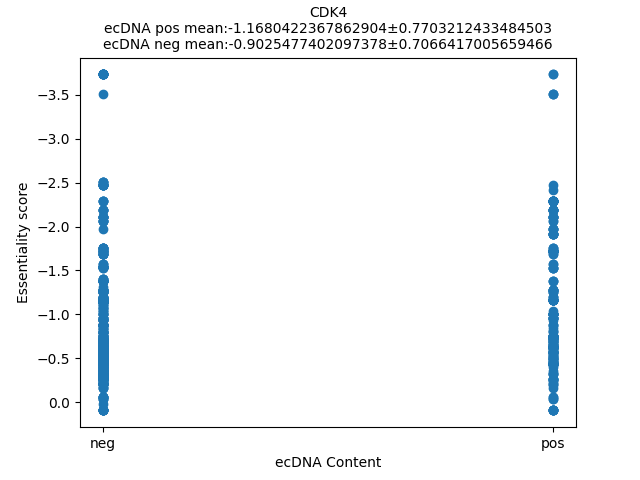 CDK4
ecDNA pos mean:-1.1680422367862904±0.7703212433484503
ecDNA neg mean:-0.9025477402097378±0.7066417005659466
−3.5
−3.0
−2.5
−2.0
−1.5
−1.0
−0.5
0.0
Essentiality score
neg pos
ecDNA Content